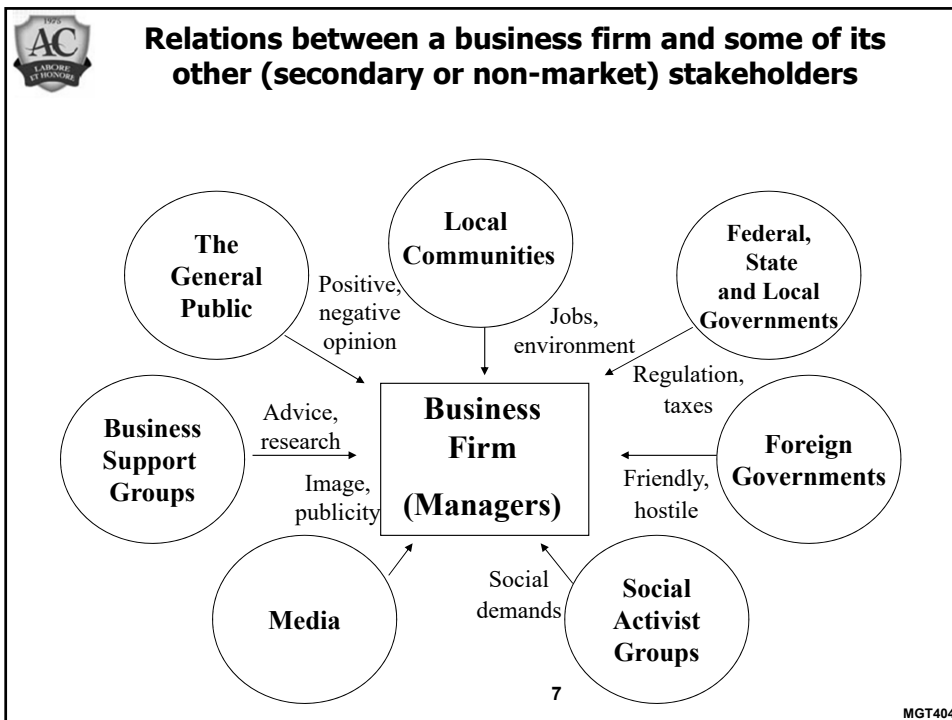 1975
AC
LABORE
ET HONORE
Relations between a business firm and some of its
other (secondary or non-market) stakeholders
The
General
Public
Positive,
negative
opinion
Local
Communities
Jobs,
environment
Federal,
State
and Local
Governments
Regulation,
taxes
Business
Support
Groups
Advice,
research
Business
Firm
(Managers)
Foreign
Governments
Friendly,
hostile
Image,
publicity
Media
Social
demands
Social
Activist
Groups
7
MGT404